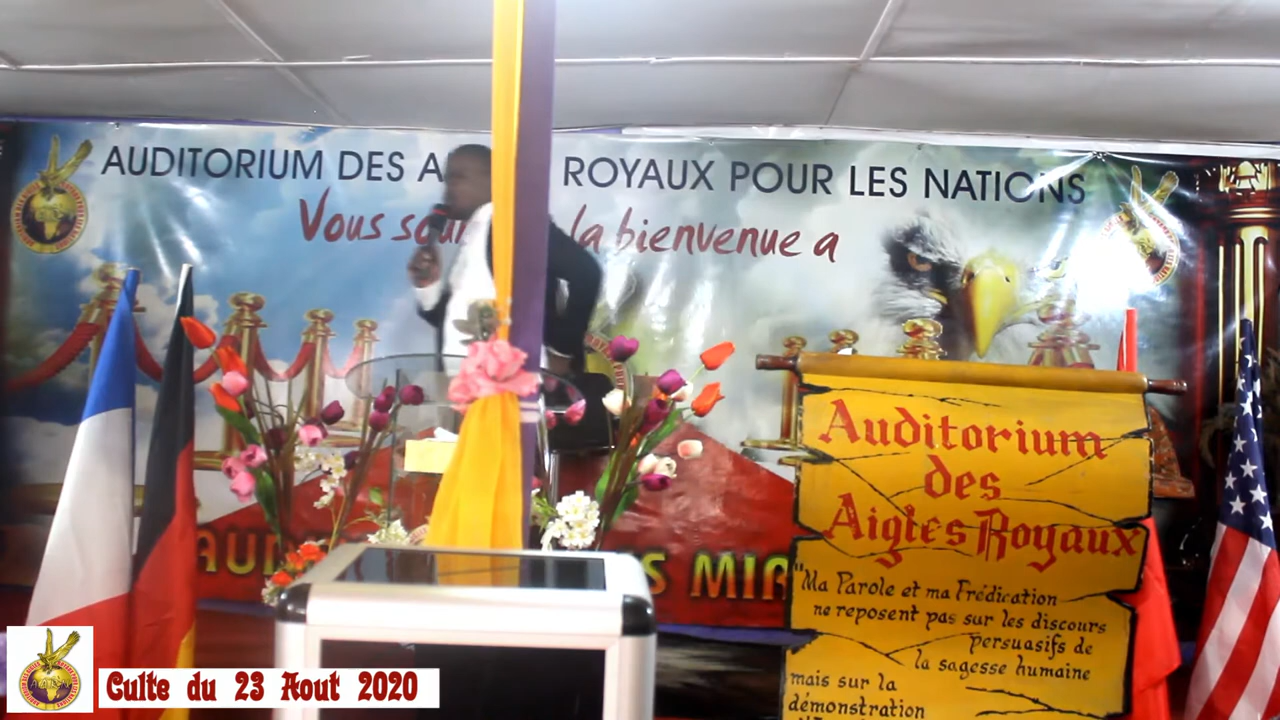 AUDITORIUM DES A ROYAUX POUR LES NATIONS
Vous la bienvenue a
Auditorium
des
Aigles Royaux
"Ma Parole et ma Prédication
ne reposent pas sur les discours
persuasifs de
la sagesse humaine
mais sur la
démonstration
Culte du 23 Aout 2020